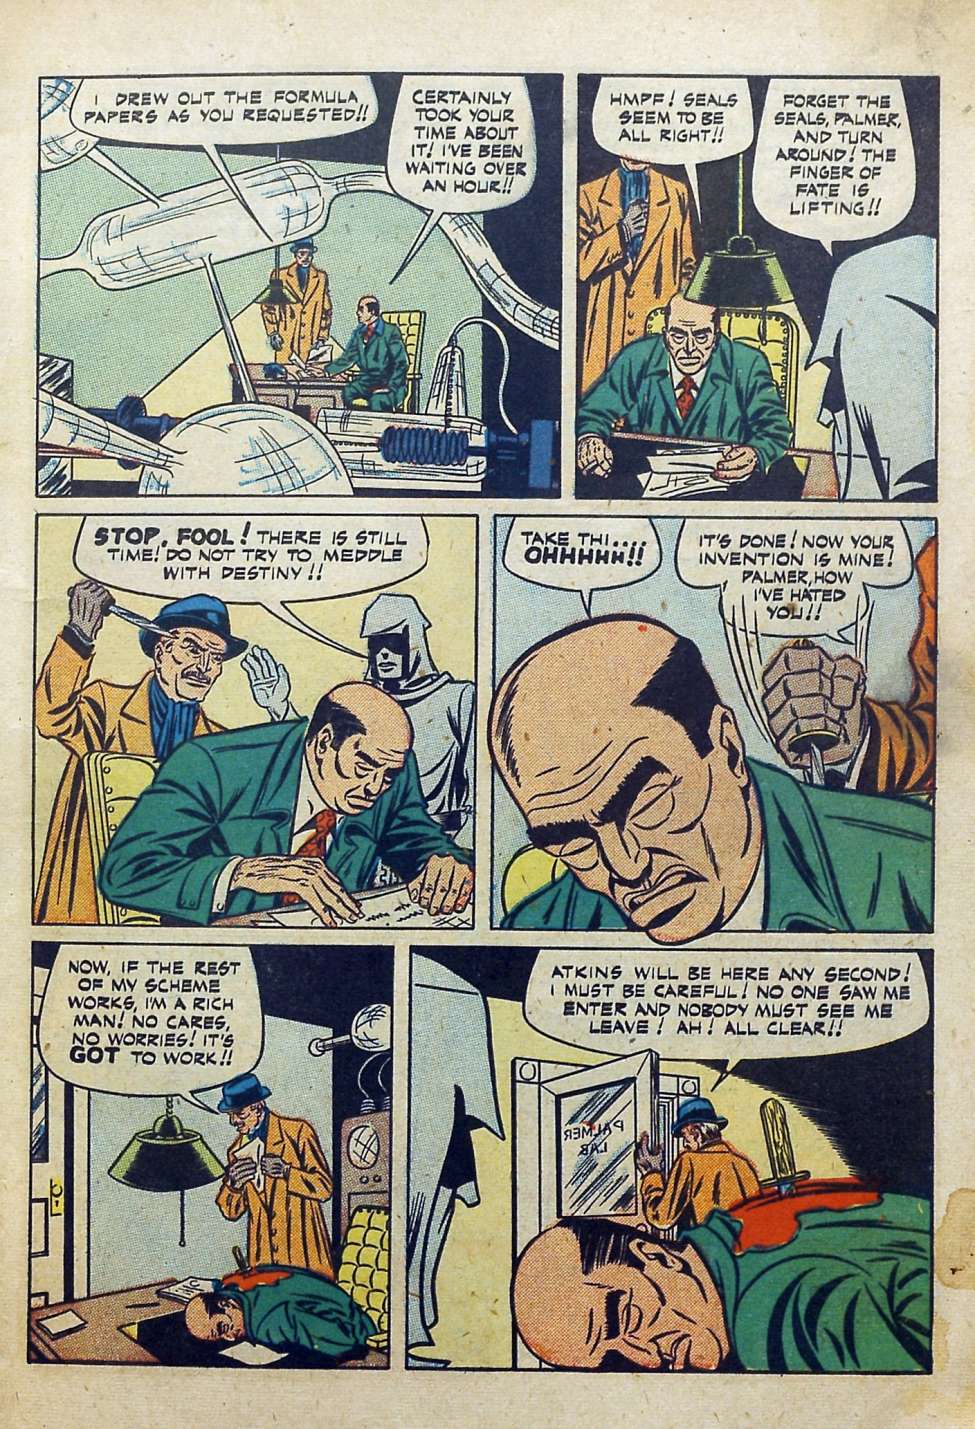 I DREW OUT THE FORMULA
PAPERS AS YOU REQUESTED!!
CERTAINLY
TOOK YOUR
TIME ABOUT
IT! I'VE BEEN
WAITING OVER
AN HOUR!!
HMPF! SEALS
SEEM TO BE
ALL RIGHT!!
FORGET THE
SEALS, PALMER,
AND TURN
AROUND! THE
FINGER OF
FATE IS
LIFTING!!
STOP, FOOL! THERE IS STILL
TIME! DO NOT TRY TO MEDDLE
WITH DESTINY!!
TAKE THI....
OHHHHH!!
IT'S DONE! NOW YOUR
INVENTION IS MINE!
PALMER, HOW
I'VE HATED
YOU!!
NOW, IF THE REST
OF MY SCHEME
WORKS, I'M A RICH
MAN! NO CARES,
NO WORRIES! IT'S
GOT TO WORK!!
ATKINS WILL BE HERE ANY SECOND!
I MUST BE CAREFUL! NO ONE SAW ME
ENTER AND NOBODY MUST SEE ME
LEAVE! AH! ALL CLEAR!!
PALMER
LAB